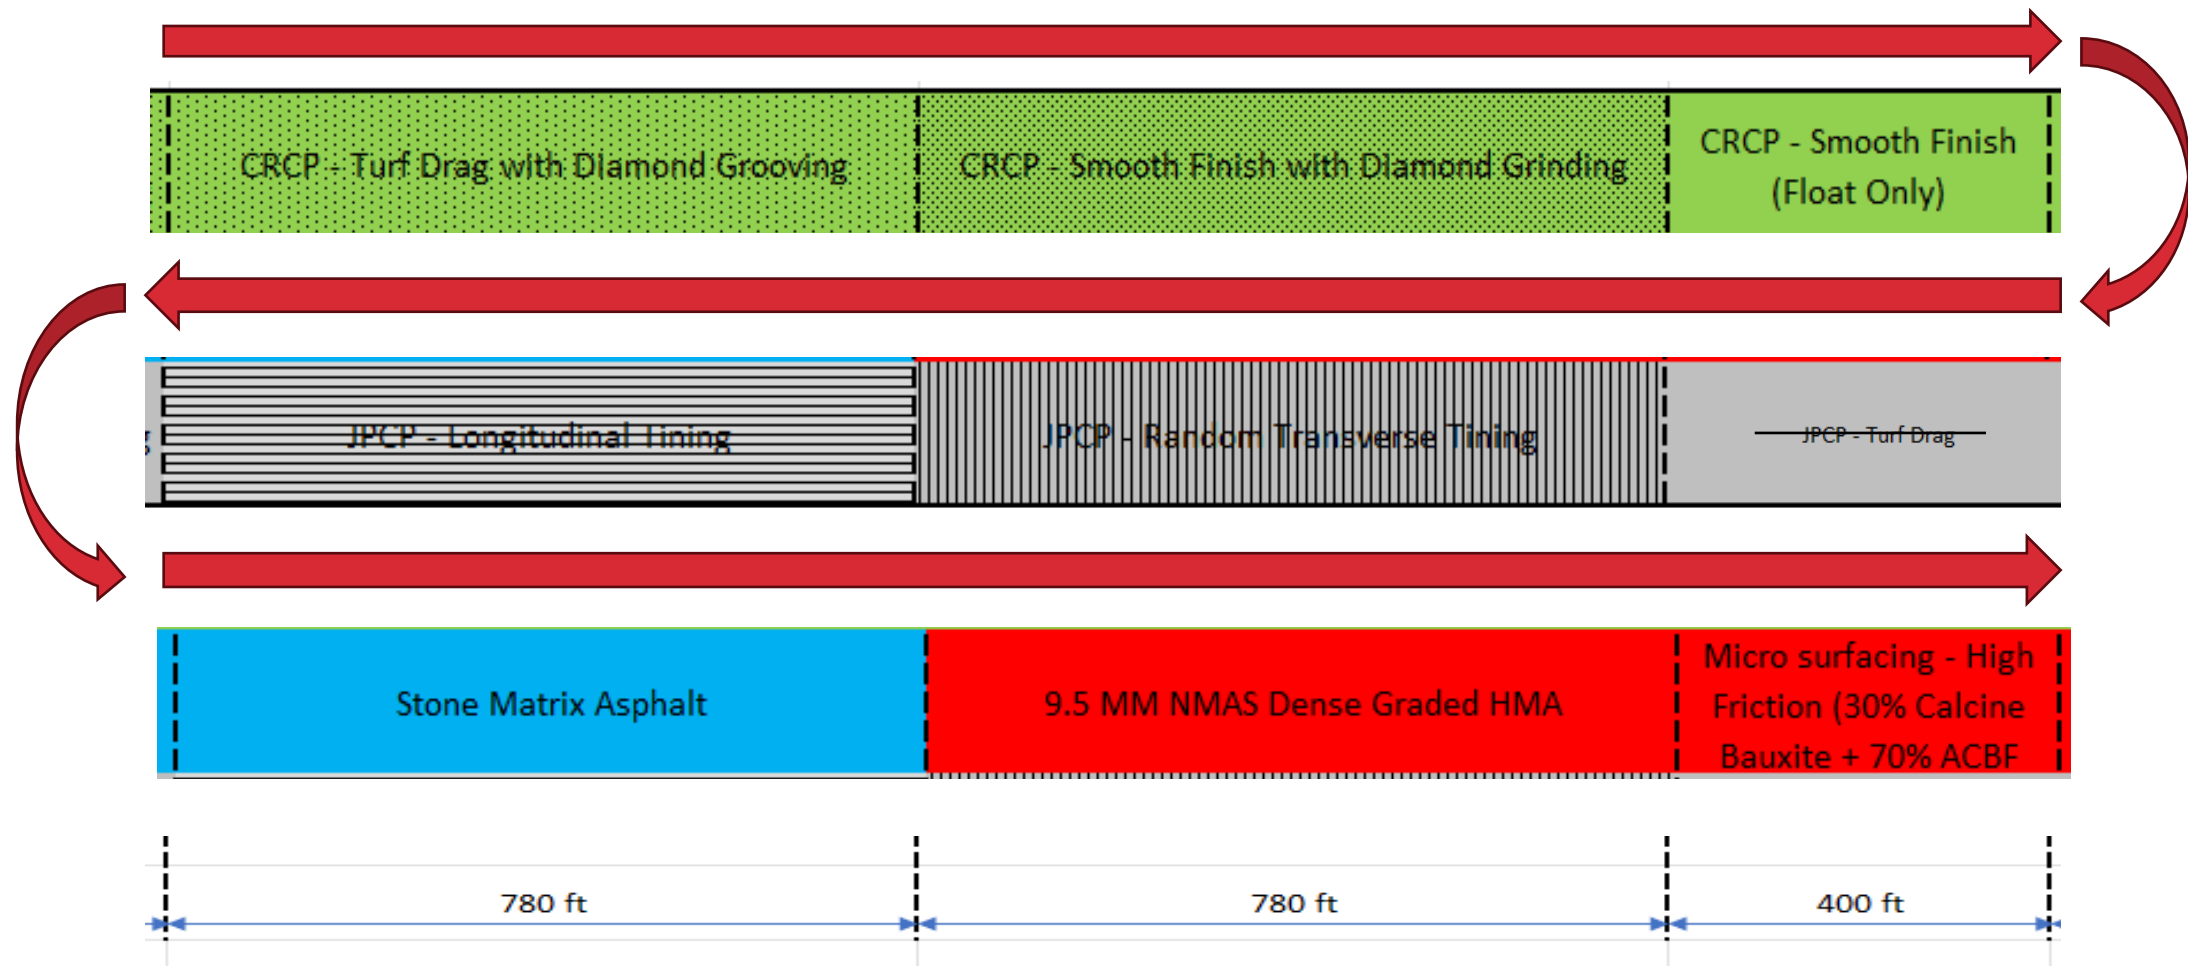 CRCP - Turf Drag with Diamond Grooving
CRCP - Smooth Finish with Diamond Grinding
CRCP - Smooth Finish
(Float Only)
g
JPCP - Longitudinal Tining
JPCP - Random Transverse Tining
JPCP - Turf Drag
Stone Matrix Asphalt
9.5 MM NMAS Dense Graded HMA
Micro surfacing - High
Friction (30% Calcine
Bauxite + 70% ACBF
780 ft
780 ft
400 ft